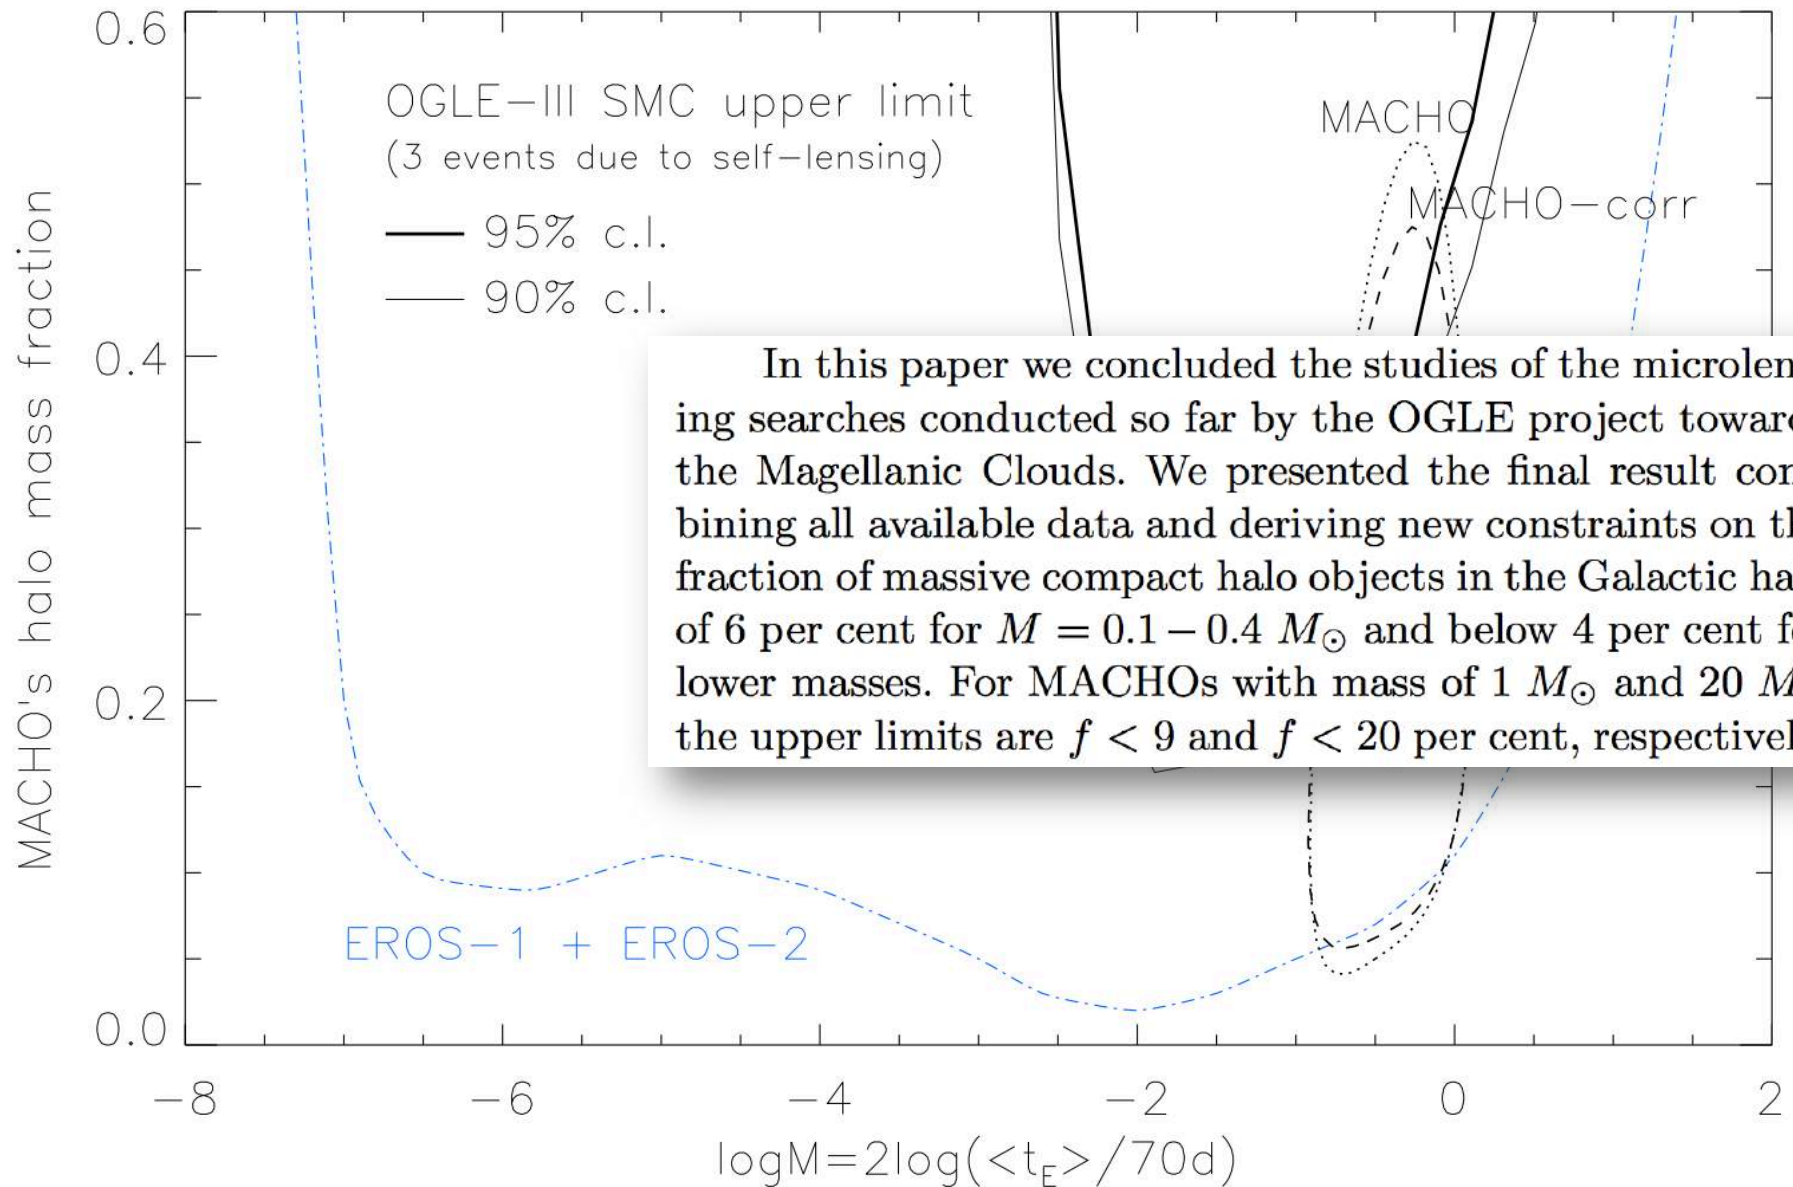 0.6
OGLE-III SMC upper limit
(3 events due to self-lensing)
95% c.l.
90% c.l.
MACHO
MACHO-corr
0.4
In this paper we concluded the studies of the microlen
ing searches conducted so far by the OGLE project towar
the Magellanic Clouds. We presented the final result con
bining all available data and deriving new constraints on t
fraction of massive compact halo objects in the Galactic ha
of 6 per cent for M = 0.1 − 0.4 M☉ and below 4 per cent f
lower masses. For MACHOs with mass of 1 M☉ and 20 M
the upper limits are f < 9 and f < 20 per cent, respectivel
MACHO's halo mass fraction
0.2
EROS-1 + EROS-2
0.0
-8 -6 -4 -2 0 2
logM=2log(<t_E>/70d)